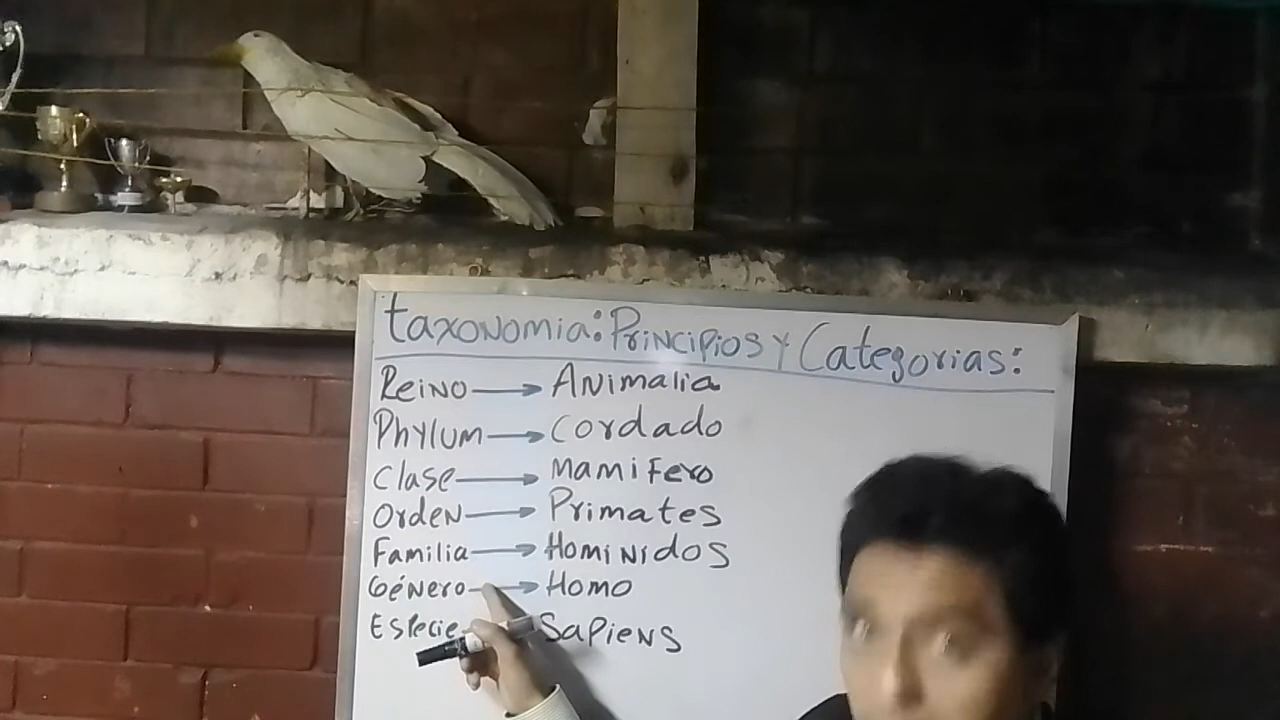 taxonomia: Principios y Categorias:
Reino → Animalia
Phylum → Cordado
Clase → Mamifero
Orden → Primates
Familia → Hominidos
Género → Homo
Especie Sapiens